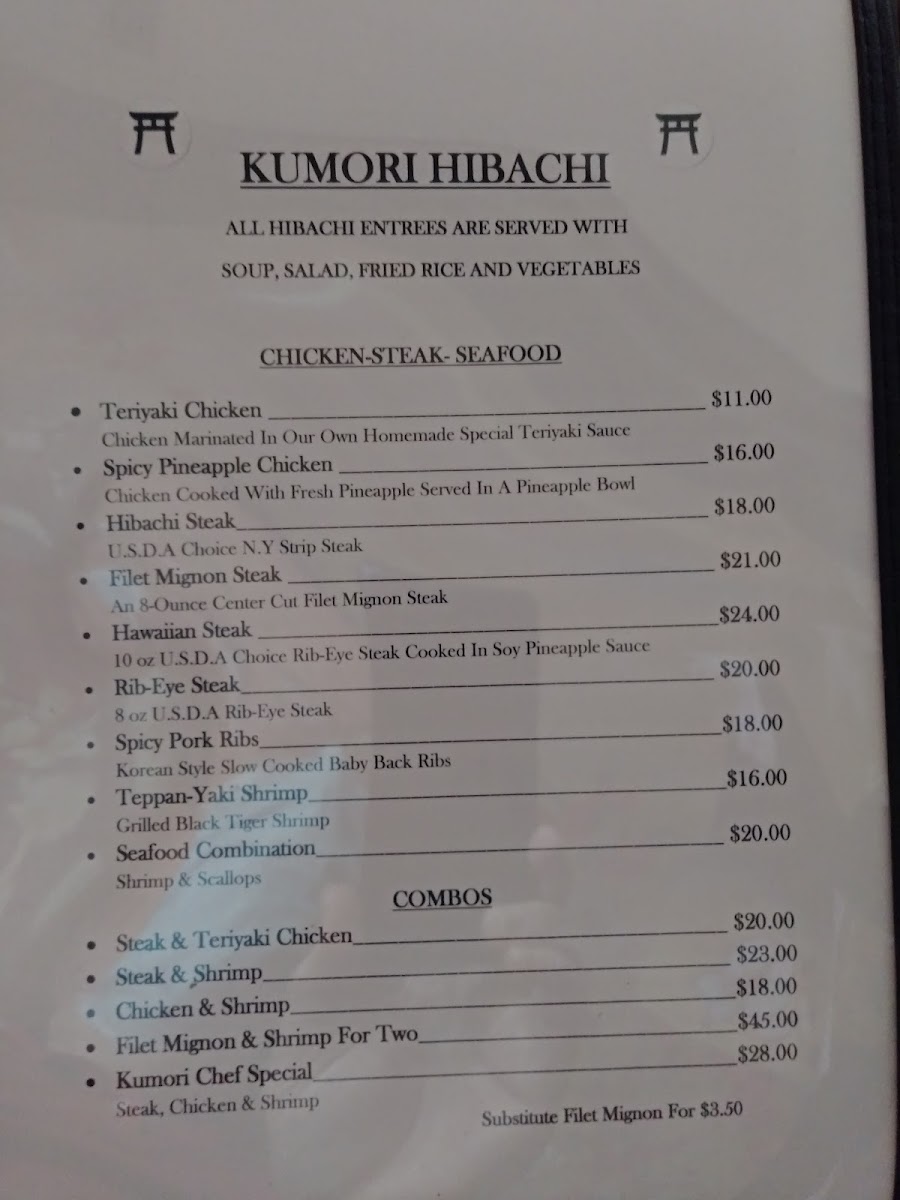 KUMORI HIBACHI
ALL HIBACHI ENTREES ARE SERVED WITH
SOUP, SALAD, FRIED RICE AND VEGETABLES
CHICKEN-STEAK- SEAFOOD
• Teriyaki Chicken $11.00
Chicken Marinated In Our Own Homemade Special Teriyaki Sauce
• Spicy Pineapple Chicken $16.00
Chicken Cooked With Fresh Pineapple Served In A Pineapple Bowl
• Hibachi Steak $18.00
U.S.D.A Choice N.Y Strip Steak
• Filet Mignon Steak $21.00
An 8-Ounce Center Cut Filet Mignon Steak
• Hawaiian Steak $24.00
10 oz U.S.D.A Choice Rib-Eye Steak Cooked In Soy Pineapple Sauce
• Rib-Eye Steak $20.00
8 oz U.S.D.A Rib-Eye Steak
• Spicy Pork Ribs $18.00
Korean Style Slow Cooked Baby Back Ribs
• Teppan-Yaki Shrimp $16.00
Grilled Black Tiger Shrimp
• Seafood Combination $20.00
Shrimp & Scallops
COMBOS
• Steak & Teriyaki Chicken $20.00
• Steak & Shrimp $23.00
• Chicken & Shrimp $18.00
• Filet Mignon & Shrimp For Two $45.00
• Kumori Chef Special $28.00
Steak, Chicken & Shrimp
Substitute Filet Mignon For $3.50